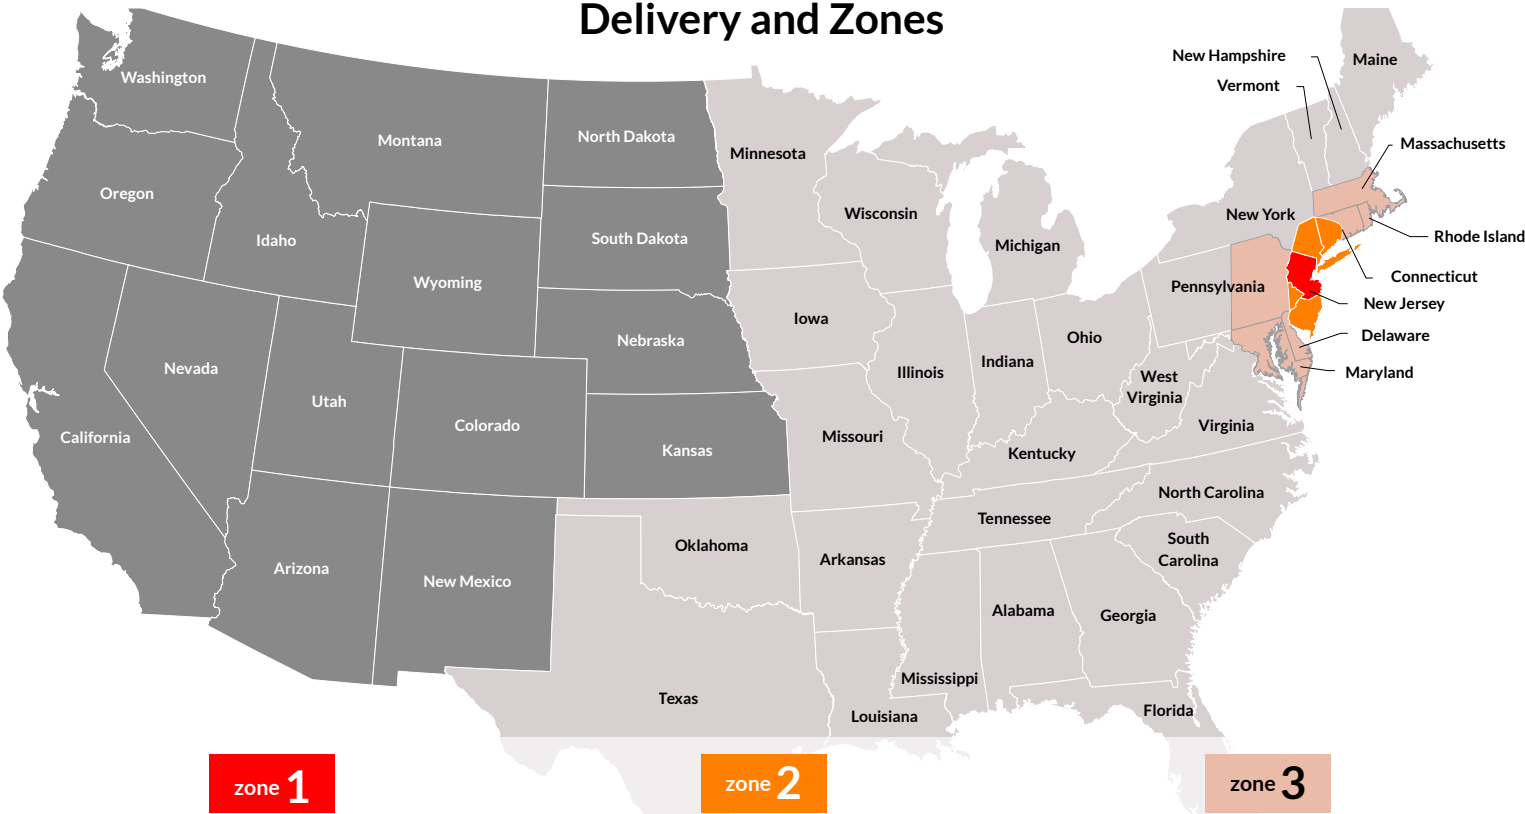 Delivery and Zones
New Hampshire
Maine
Washington
Vermont
North Dakota
Montana
Minnesota
Massachusetts
Oregon
Wisconsin
New York
Idaho
South Dakota
Michigan
Rhode Island
Wyoming
Pennsylvania
Connecticut
New Jersey
Iowa
Nebraska
Ohio
Delaware
Nevada
Indiana
Illinois
West
Virginia
Maryland
Utah
Colorado
California
Missouri
Virginia
Kansas
Kentucky
North Carolina
Tennessee
Oklahoma
Arkansas
South
Carolina
Arizona
New Mexico
Alabama
Georgia
Mississippi
Texas
Louisiana
Florida
zone 1
zone 2
zone 3